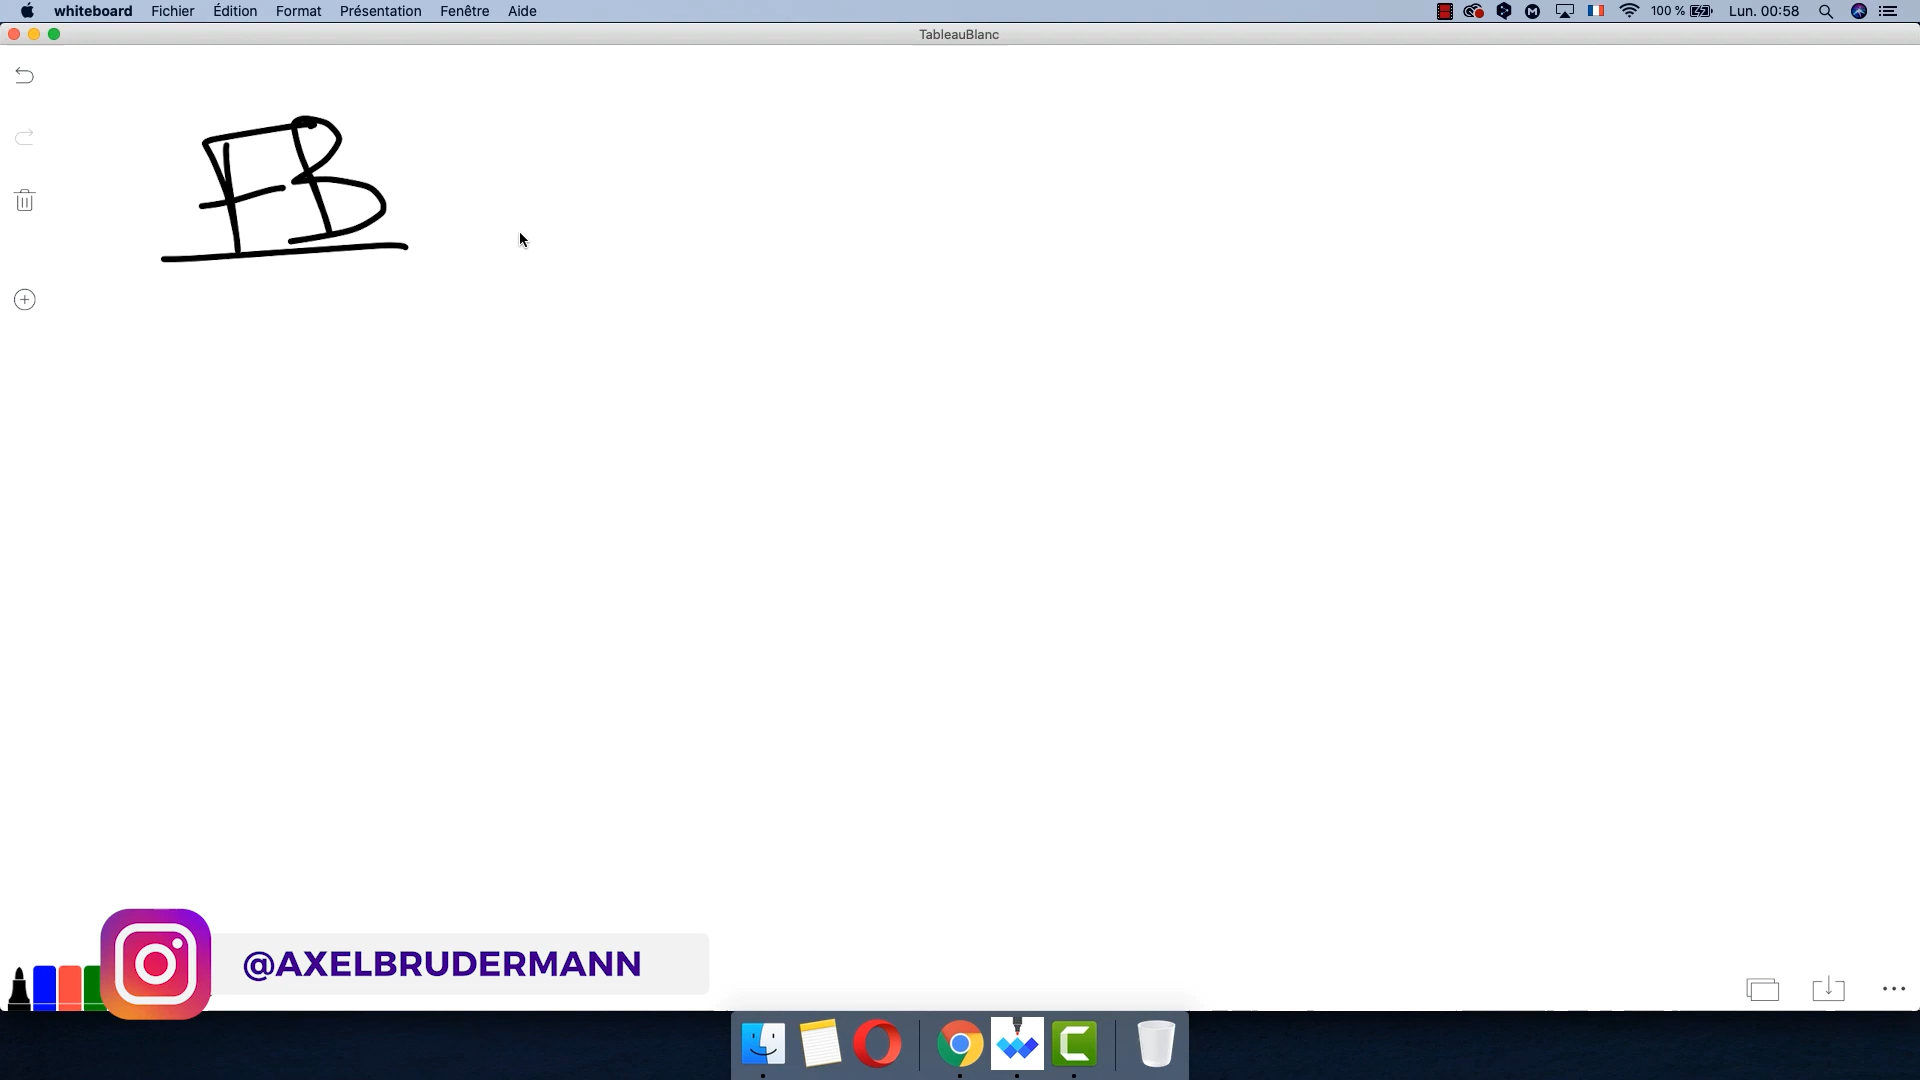 whiteboard Fichier Édition Format Présentation Fenêtre Aide 100 % Lun. 00:58
TableauBlanc
FB
@AXELBRUDERMANN